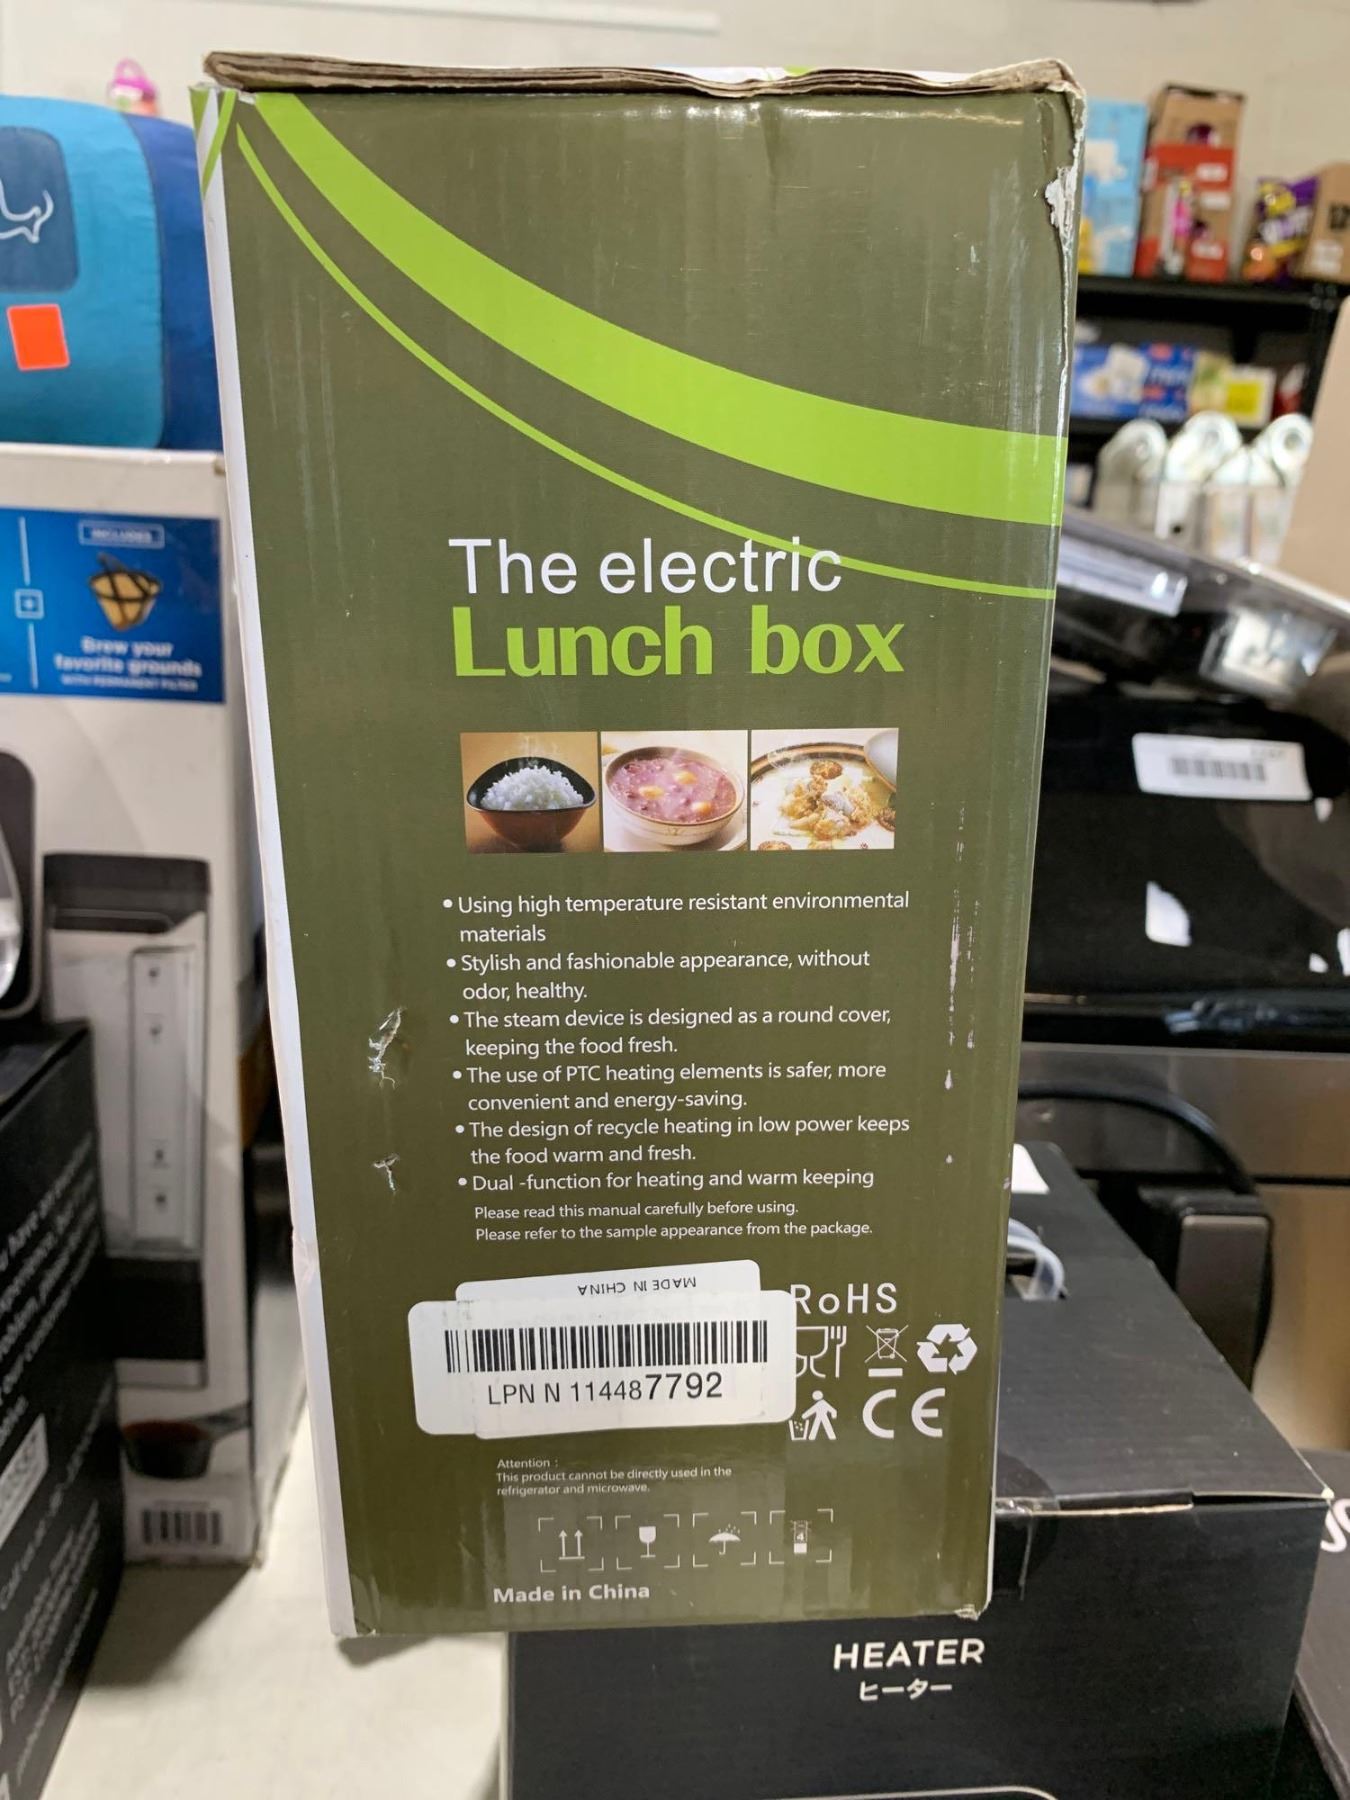 The electric
Lunch box
• Using high temperature resistant environmental
materials
• Stylish and fashionable appearance, without
odor, healthy.
• The steam device is designed as a round cover,
keeping the food fresh.
• The use of PTC heating elements is safer, more
convenient and energy-saving.
• The design of recycle heating in low power keeps
the food warm and fresh.
• Dual -function for heating and warm keeping
Please read this manual carefully before using.
Please refer to the sample appearance from the package.
MADE IN CHINA
LPN N 114487792
RoHS
CE
Attention :
This product cannot be directly used in the
refrigerator and microwave.
4
Made in China
INCLUDES
Brew your
favorite grounds
WITH PERMANENT FILTER
HEATER
ヒーター